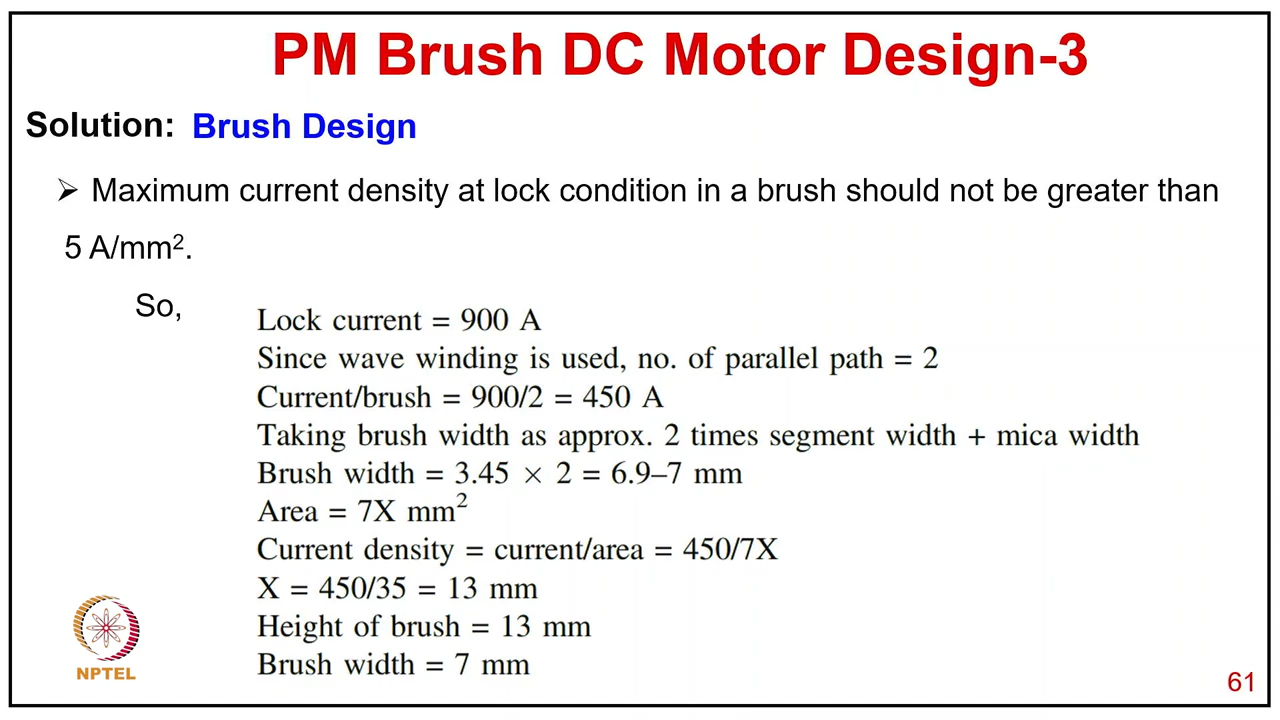 PM Brush DC Motor Design-3
Solution: Brush Design
➢ Maximum current density at lock condition in a brush should not be greater than
5 A/mm².
So,
Lock current = 900 A
Since wave winding is used, no. of parallel path = 2
Current/brush = 900/2 = 450 A
Taking brush width as approx. 2 times segment width + mica width
Brush width = 3.45 × 2 = 6.9–7 mm
Area = 7X mm²
Current density = current/area = 450/7X
X = 450/35 = 13 mm
Height of brush = 13 mm
Brush width = 7 mm
NPTEL
61